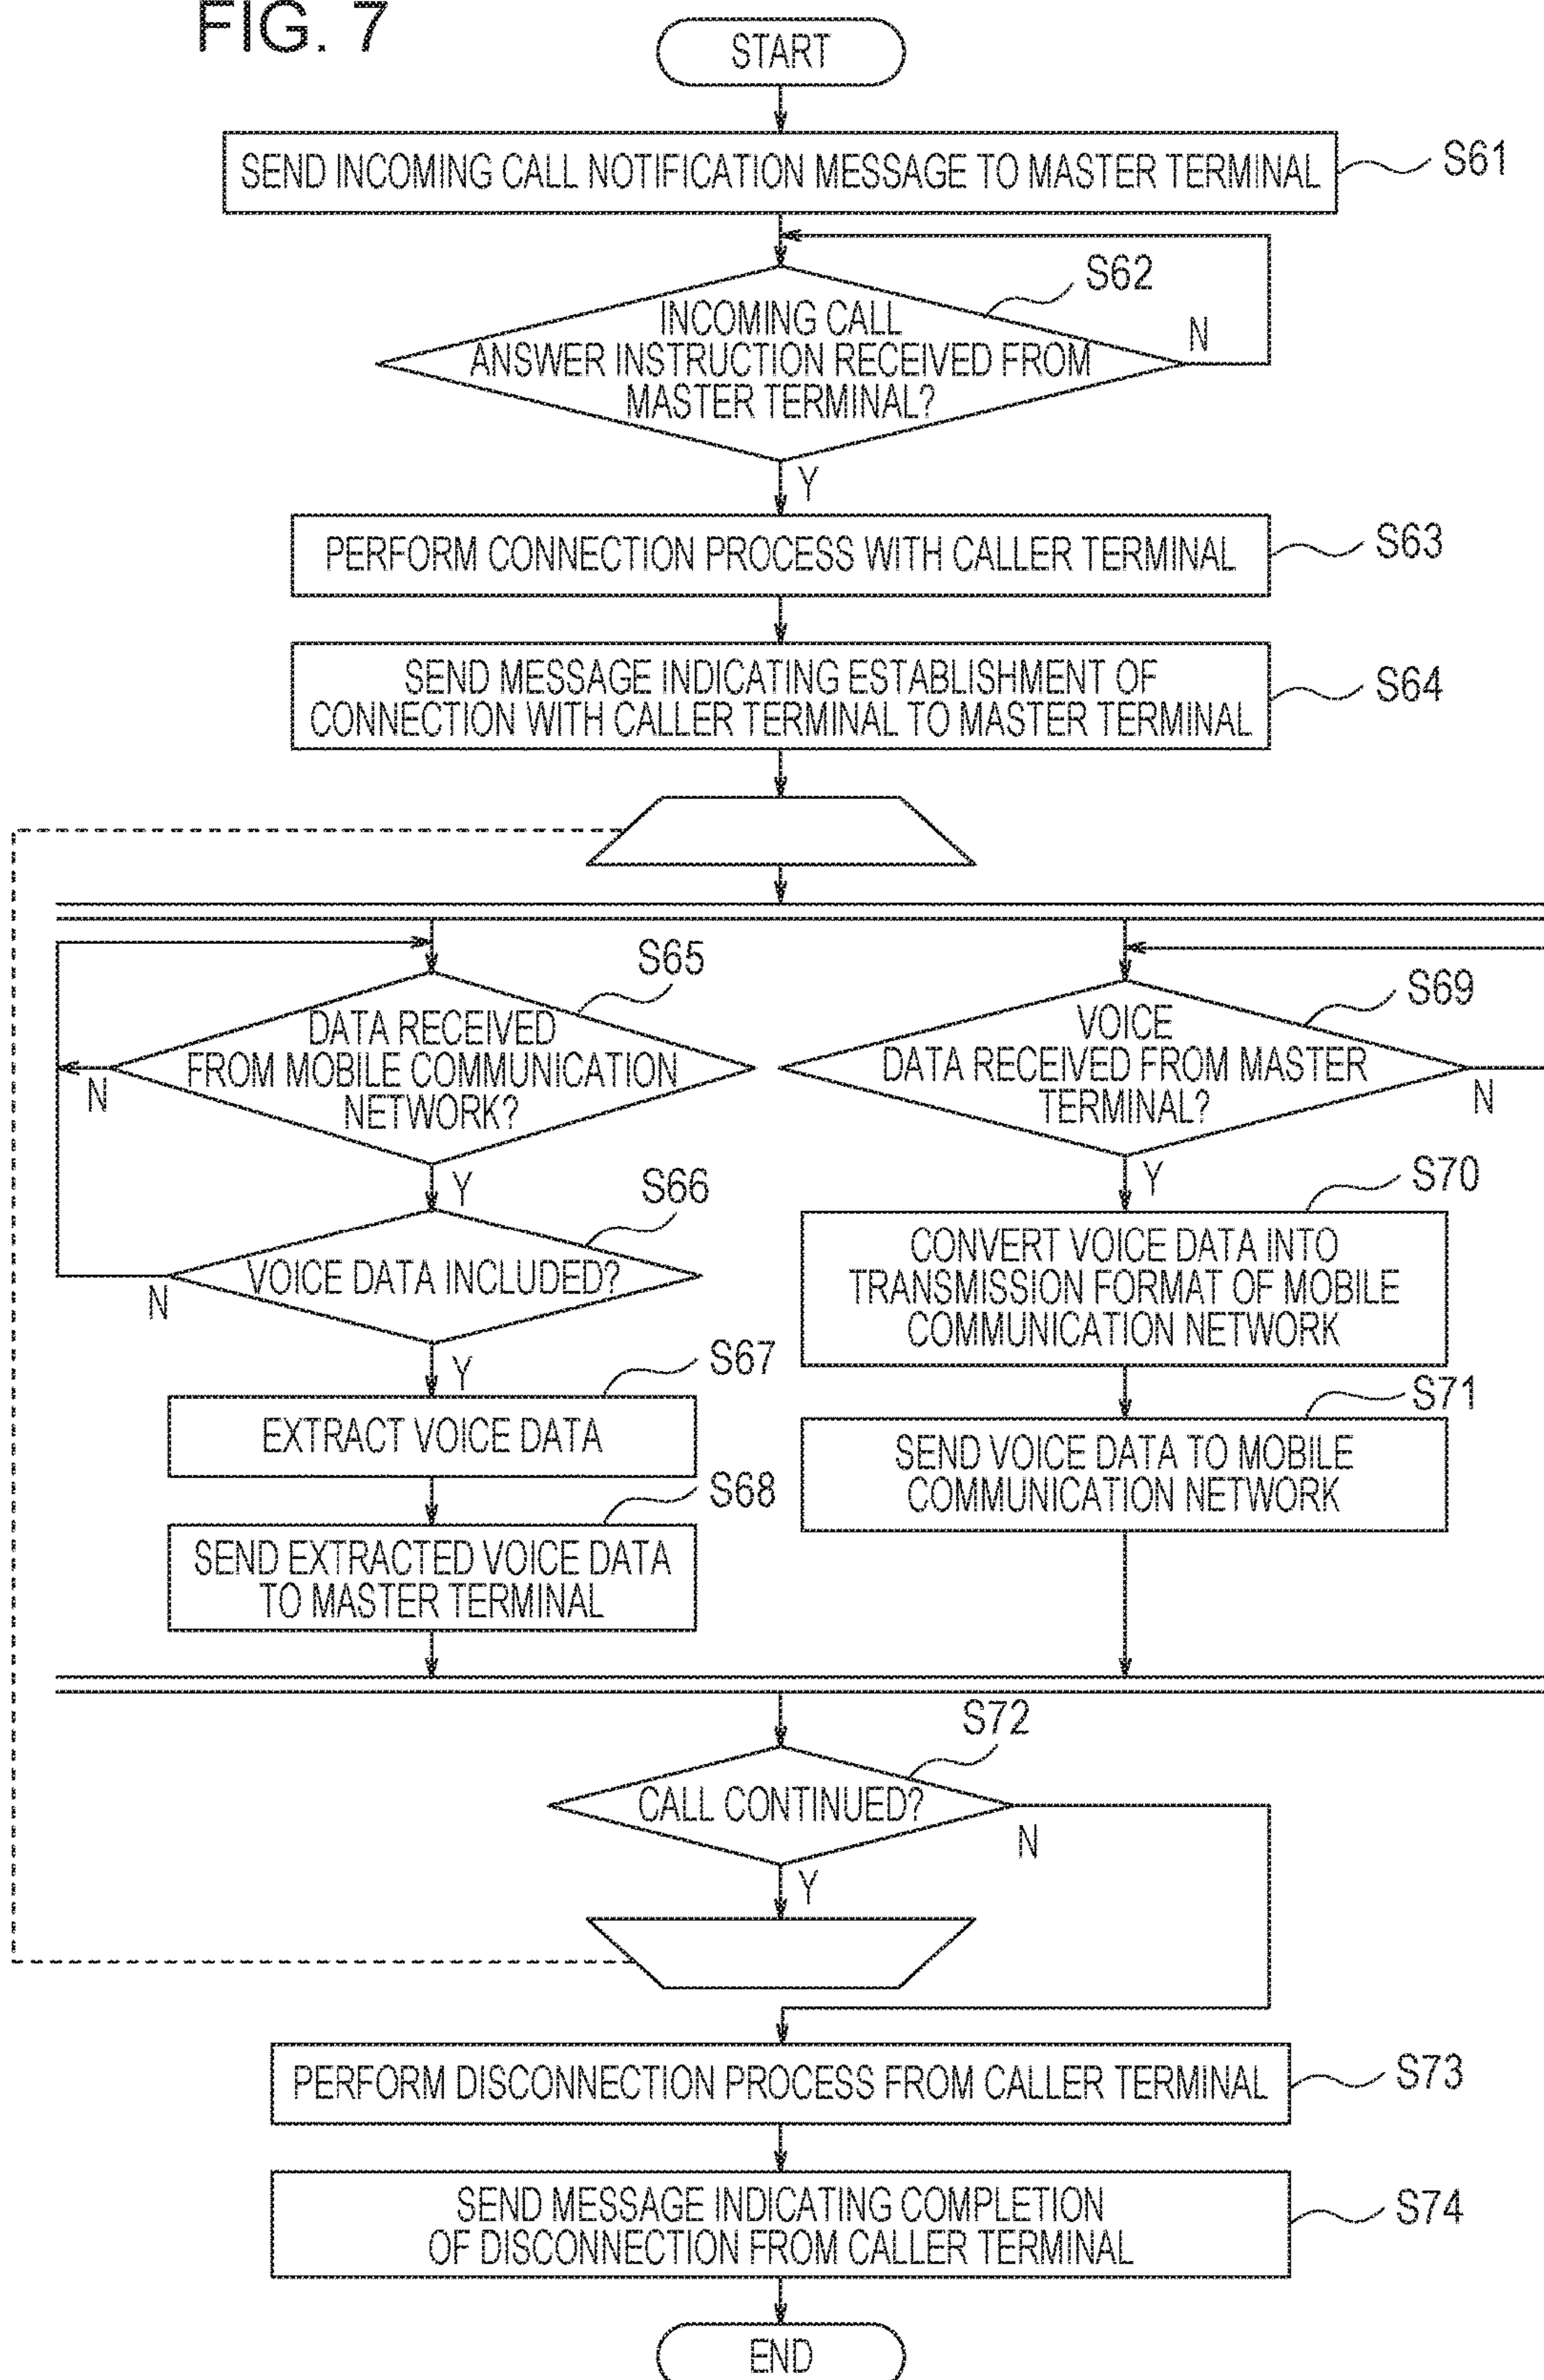 FIG. 7
START
SEND INCOMING CALL NOTIFICATION MESSAGE TO MASTER TERMINAL
S61
S62
INCOMING CALL
ANSWER INSTRUCTION RECEIVED FROM
MASTER TERMINAL?
N
Y
PERFORM CONNECTION PROCESS WITH CALLER TERMINAL
S63
SEND MESSAGE INDICATING ESTABLISHMENT OF
CONNECTION WITH CALLER TERMINAL TO MASTER TERMINAL
S64
S65
DATA RECEIVED
FROM MOBILE COMMUNICATION
NETWORK?
N
Y
S66
VOICE DATA INCLUDED?
N
Y
S67
EXTRACT VOICE DATA
S68
SEND EXTRACTED VOICE DATA
TO MASTER TERMINAL
S69
VOICE
DATA RECEIVED FROM MASTER
TERMINAL?
N
Y
S70
CONVERT VOICE DATA INTO
TRANSMISSION FORMAT OF MOBILE
COMMUNICATION NETWORK
S71
SEND VOICE DATA TO MOBILE
COMMUNICATION NETWORK
S72
CALL CONTINUED?
N
Y
PERFORM DISCONNECTION PROCESS FROM CALLER TERMINAL
S73
SEND MESSAGE INDICATING COMPLETION
OF DISCONNECTION FROM CALLER TERMINAL
S74
END